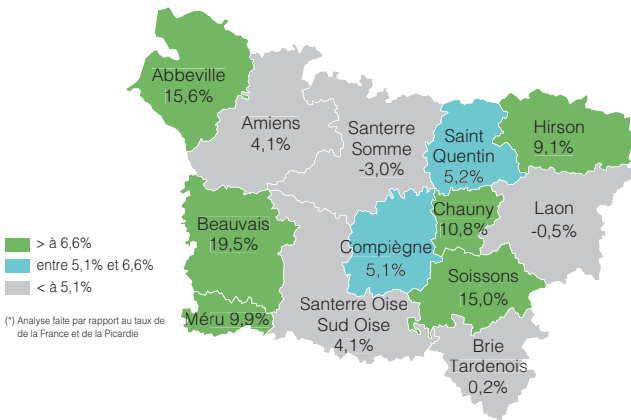 Abbeville
15,6%
Amiens
4,1%
Santerre
Somme
-3,0%
Saint
Quentin
5,2%
Hirson
9,1%
Beauvais
19,5%
Compiègne
5,1%
Chauny
10,8%
Laon
-0,5%
Soissons
15,0%
Méru 9,9%
Santerre Oise
Sud Oise
4,1%
Brie
Tardenois
0,2%
> à 6,6%
entre 5,1% et 6,6%
< à 5,1%
(*) Analyse faite par rapport au taux de
de la France et de la Picardie